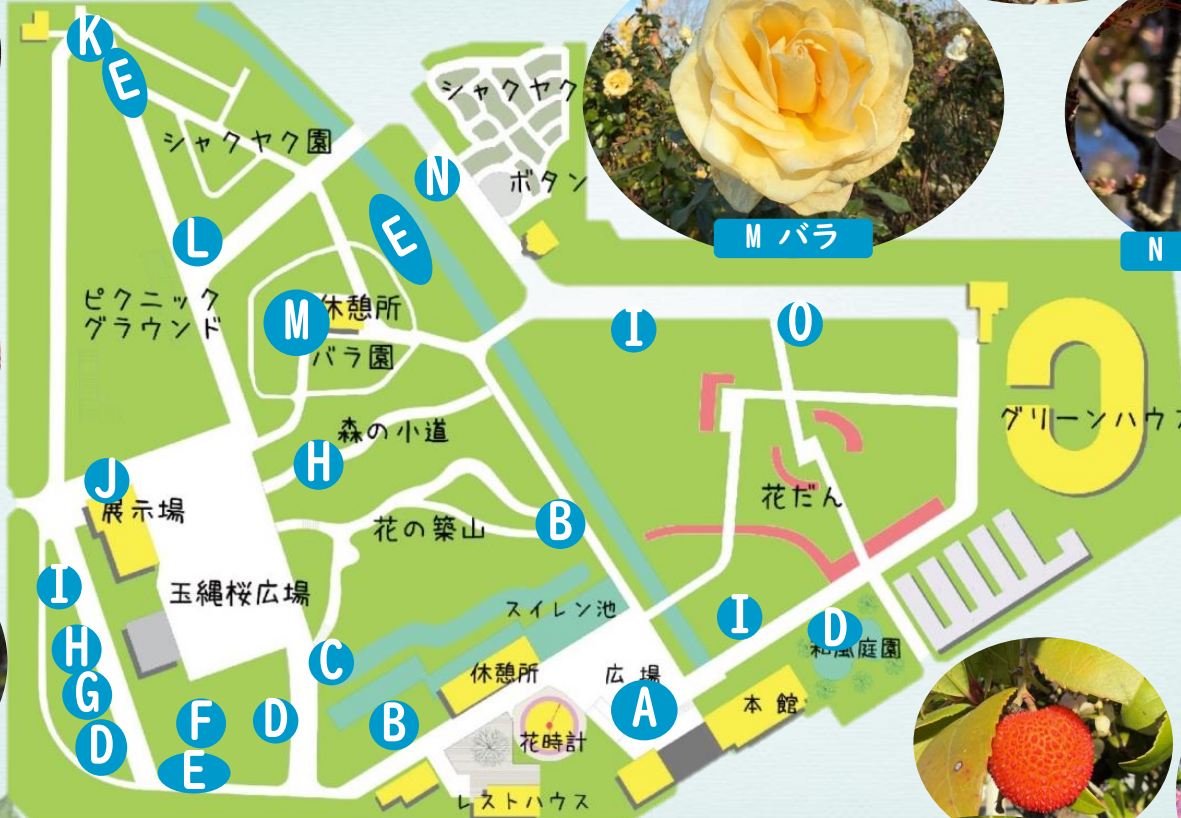 K
E
シャクヤク園
シャクヤク
N
ボタン
M バラ
N
L
E
ピクニック
グラウンド
M
休憩所
バラ園
I
O
グリーンハウス
森の小道
H
J
展示場
花の築山
B
花だん
I
玉縄桜広場
スイレン池
I
D
和風庭園
H
C
休憩所
広場
G
F
D
B
A
本館
D
E
花時計
レストハウス